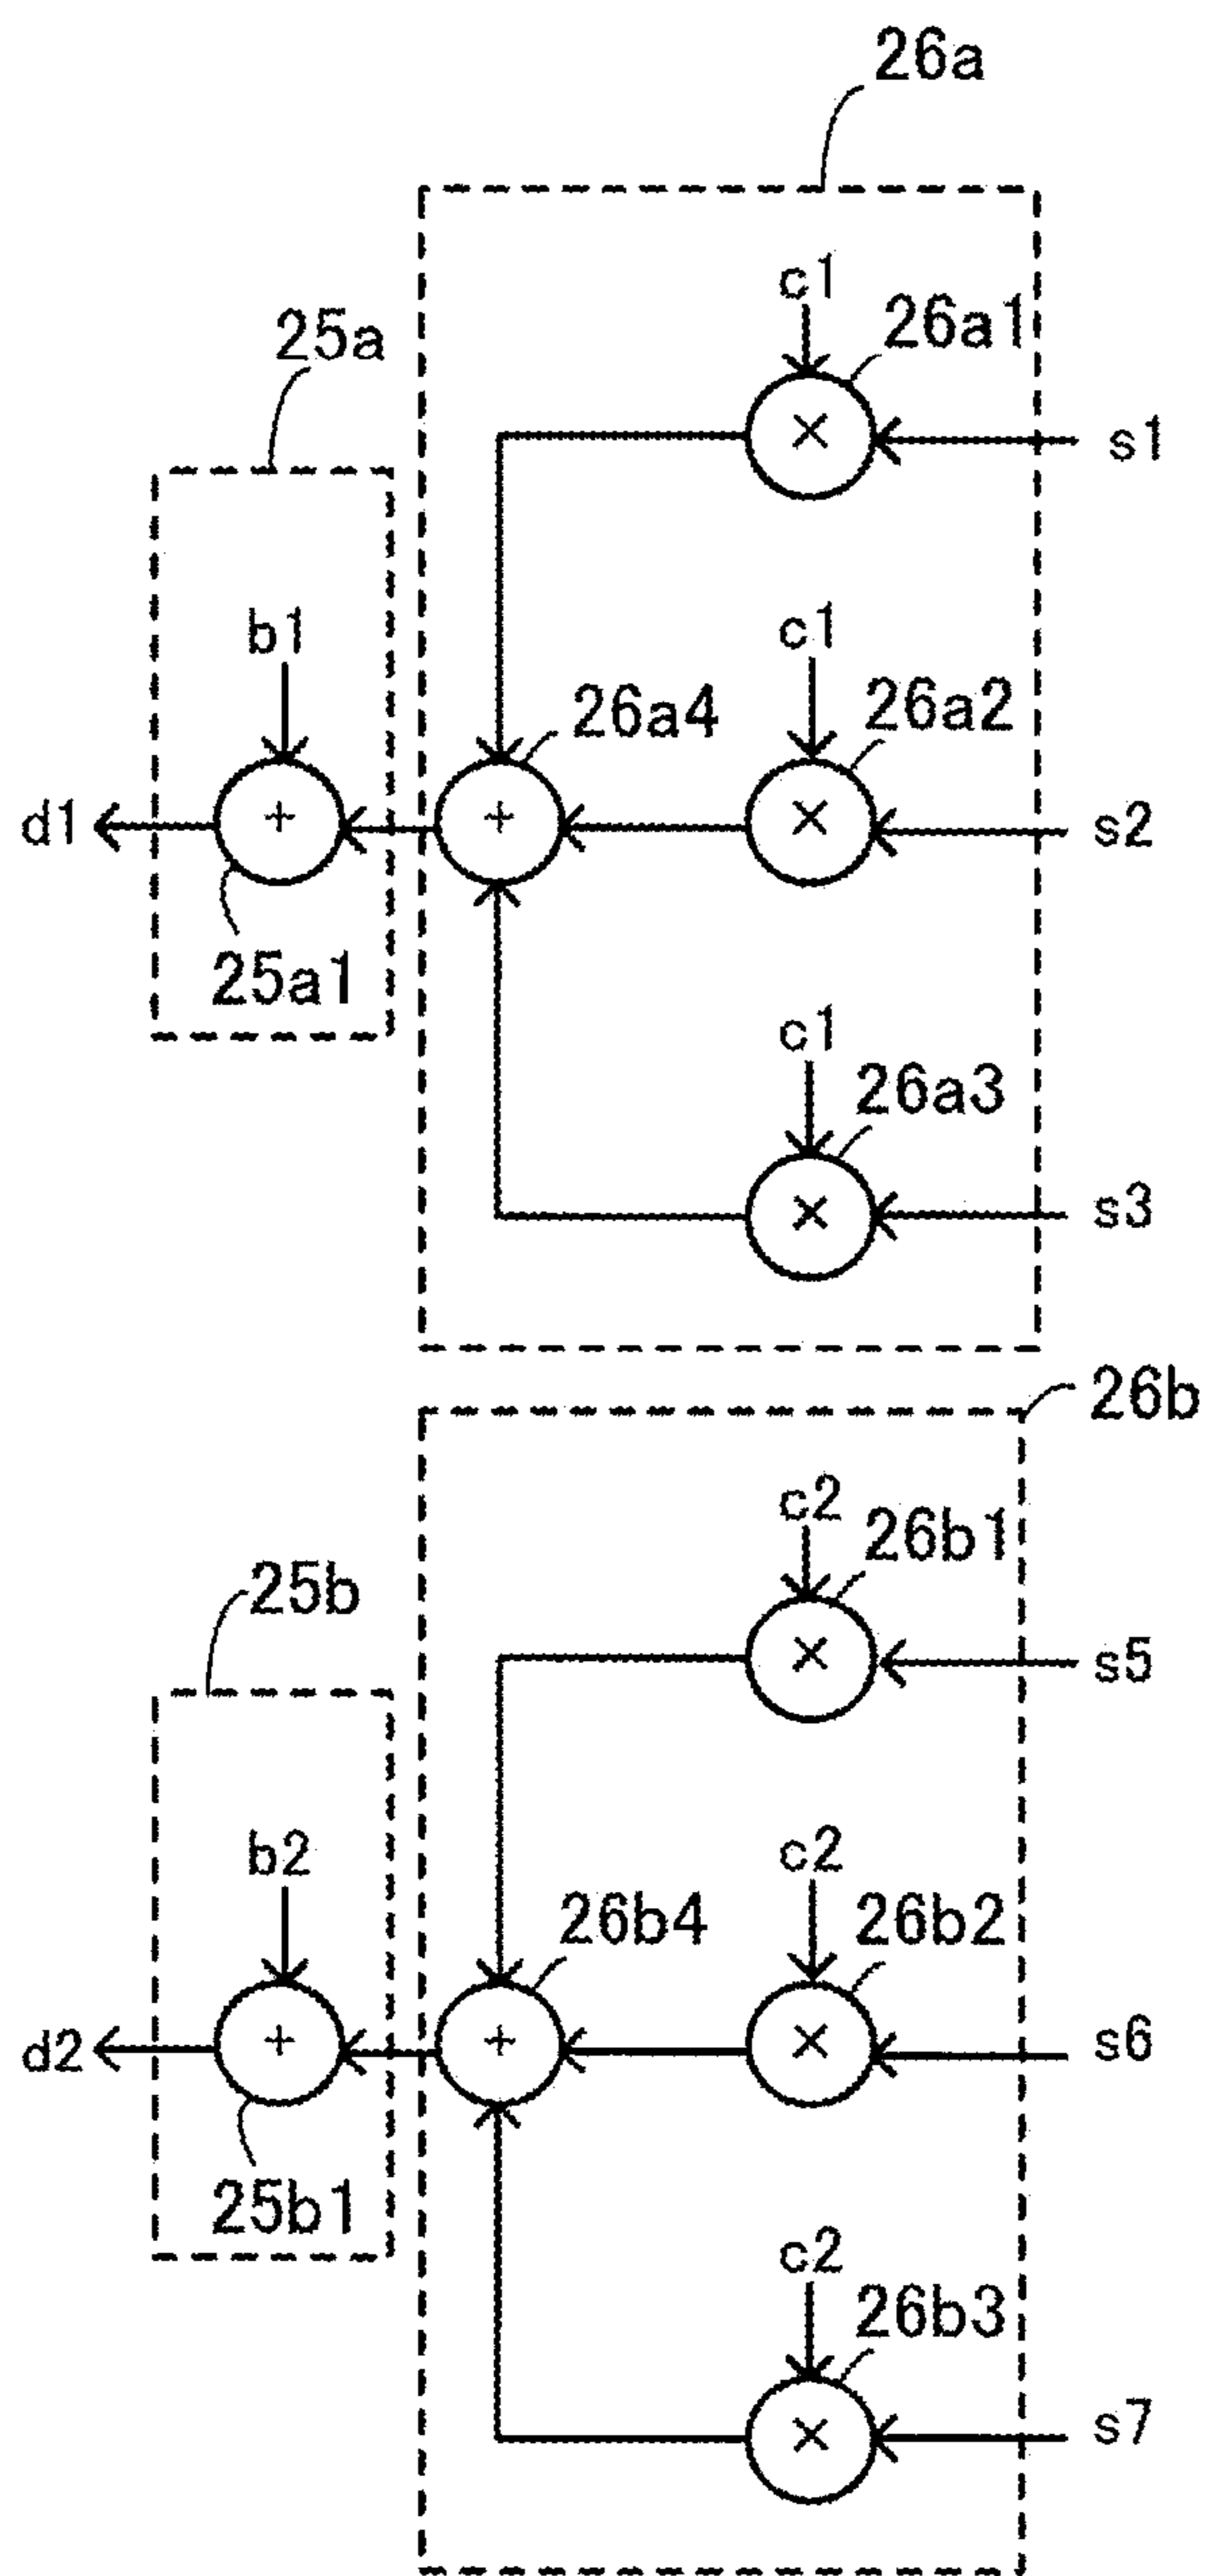 26a
c1
26a1
25a
s1
b1
c1
26a4
26a2
+
+
×
×
d1
s2
25a1
c1
26a3
×
s3
26b
c2
26b1
25b
×
s5
b2
c2
26b4
26b2
+
+
×
d2
s6
25b1
c2
26b3
×
s7